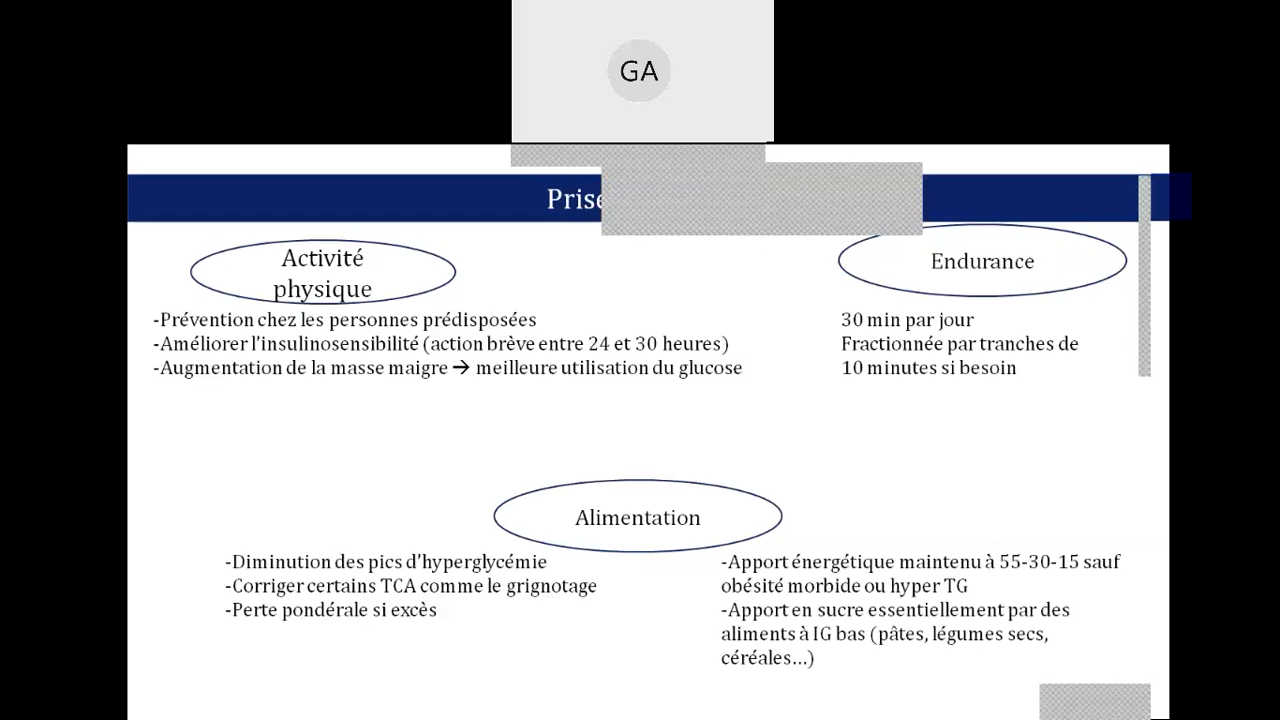 GA
Prise
Activité
physique
-Prévention chez les personnes prédisposées
-Améliorer l'insulinosensibilité (action brève entre 24 et 30 heures)
-Augmentation de la masse maigre → meilleure utilisation du glucose
Endurance
30 min par jour
Fractionnée par tranches de
10 minutes si besoin
Alimentation
-Diminution des pics d'hyperglycémie
-Corriger certains TCA comme le grignotage
-Perte pondérale si excès
-Apport énergétique maintenu à 55-30-15 sauf
obésité morbide ou hyper TG
-Apport en sucre essentiellement par des
aliments à IG bas (pâtes, légumes secs,
céréales...)